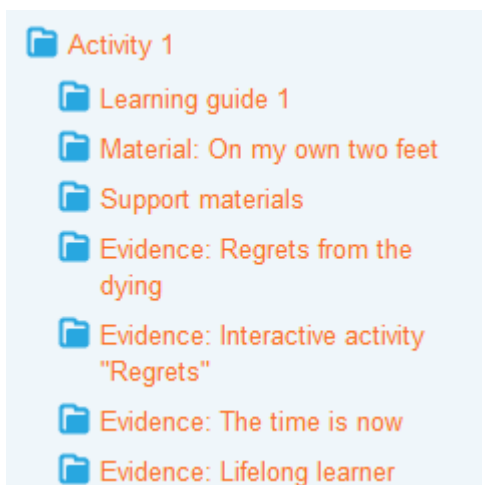 Activity 1
Learning guide 1
Material: On my own two feet
Support materials
Evidence: Regrets from the
dying
Evidence: Interactive activity
"Regrets"
Evidence: The time is now
Evidence: Lifelong learner